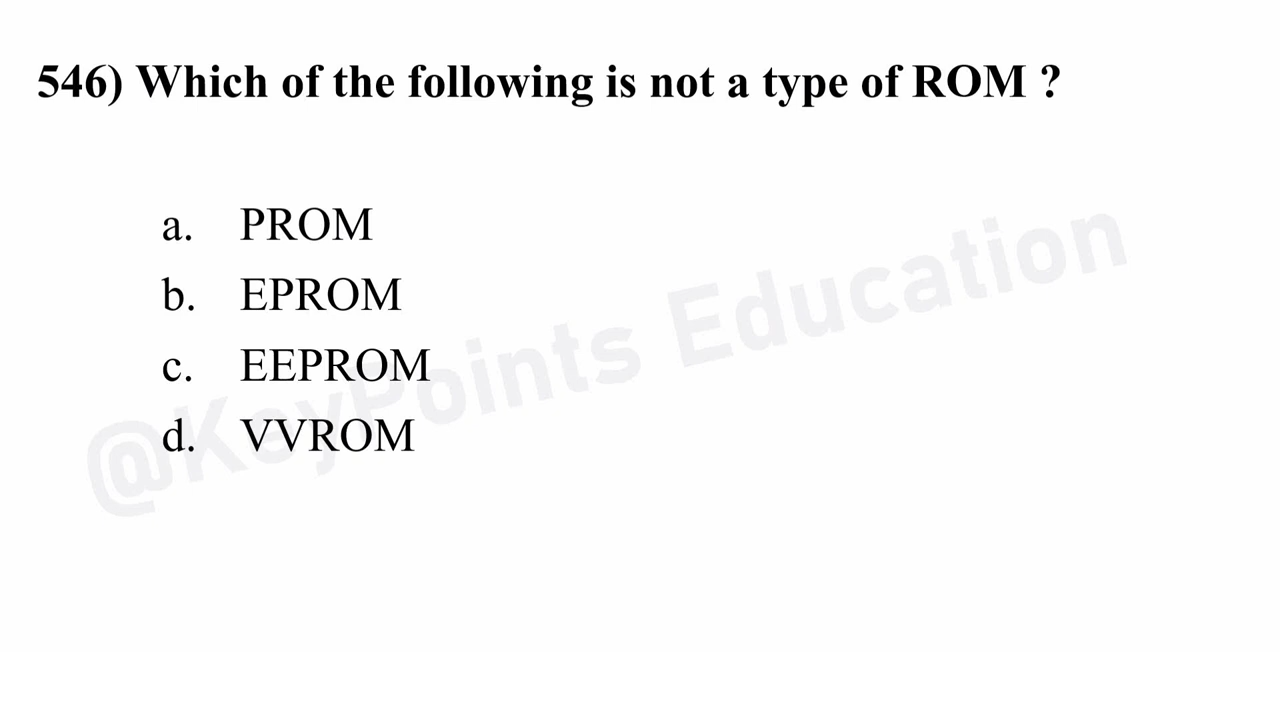 546) Which of the following is not a type of ROM ?
a. PROM
b. EPROM
c. EEPROM
d. VVROM
@KeyPoints Education